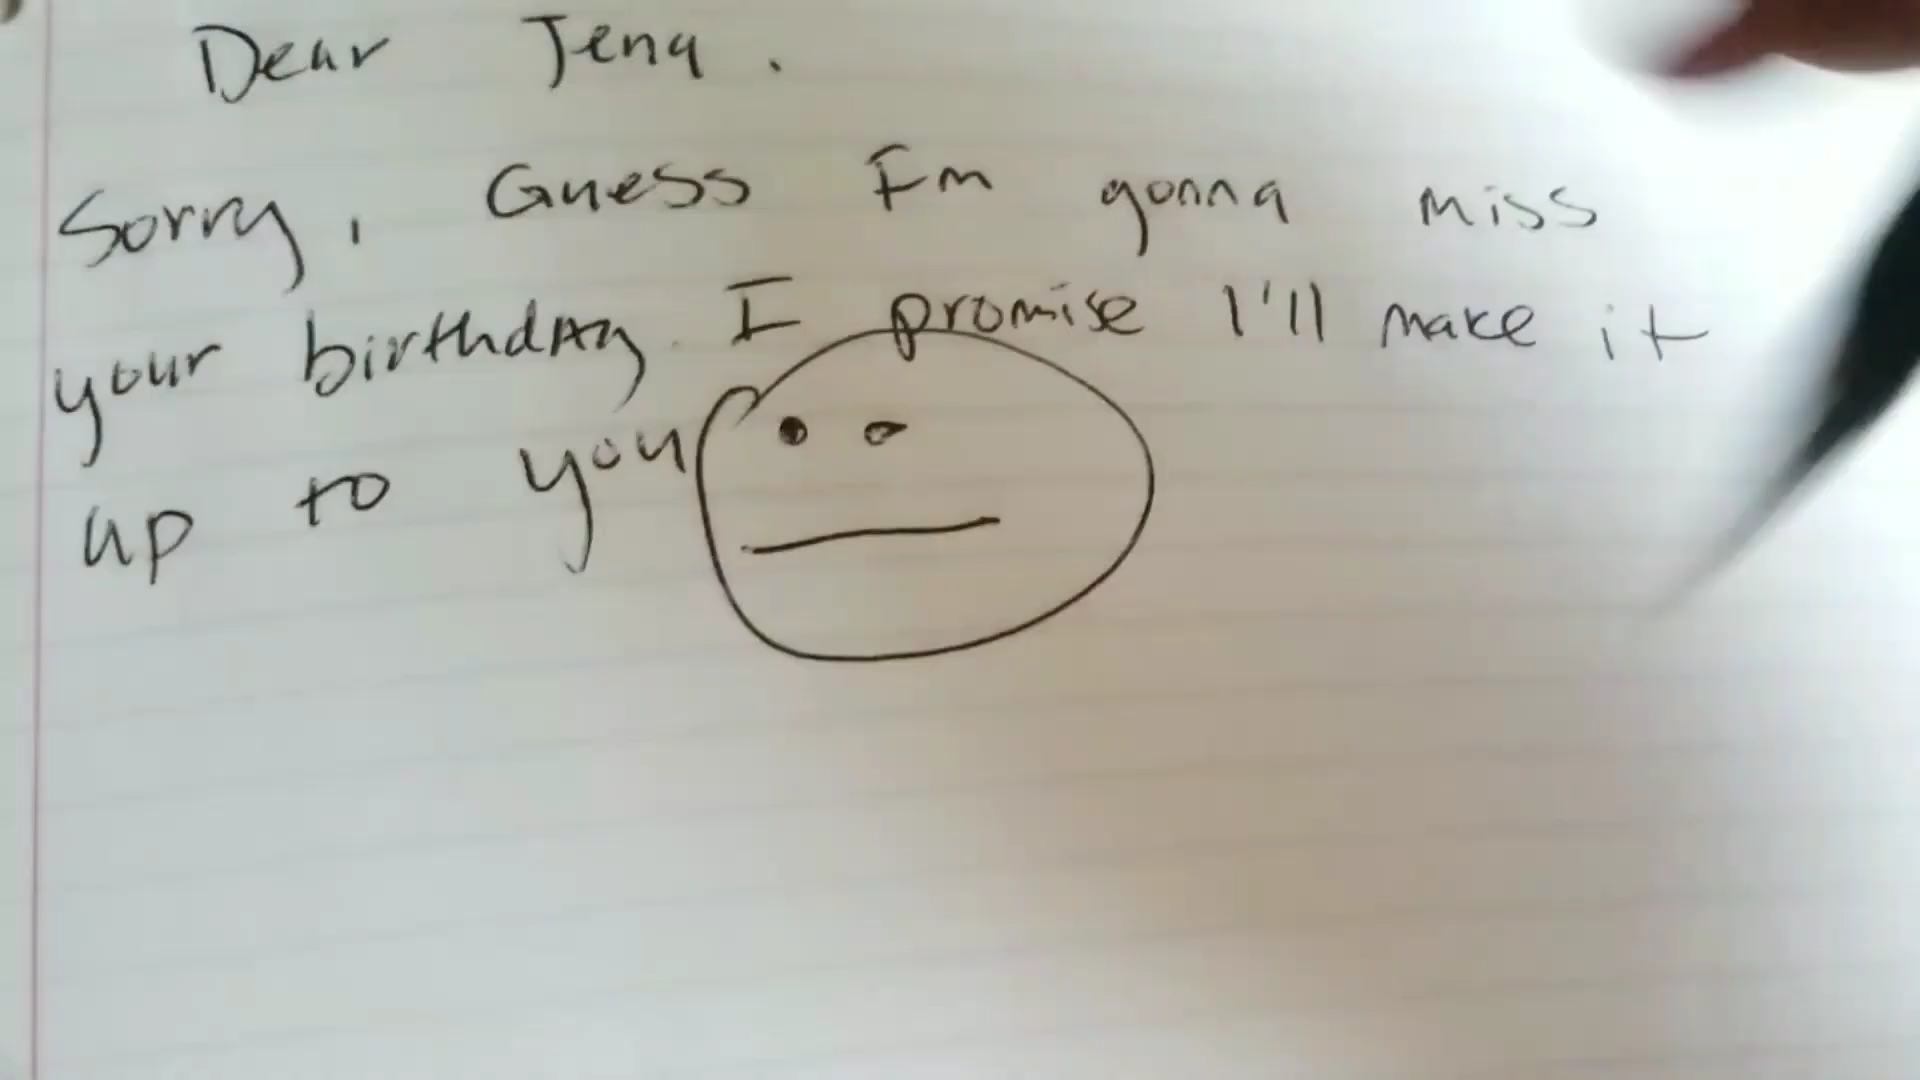 Dear Jena.
Sorry, Guess I'm gonna miss
your birthday. I promise I'll make it
up to you